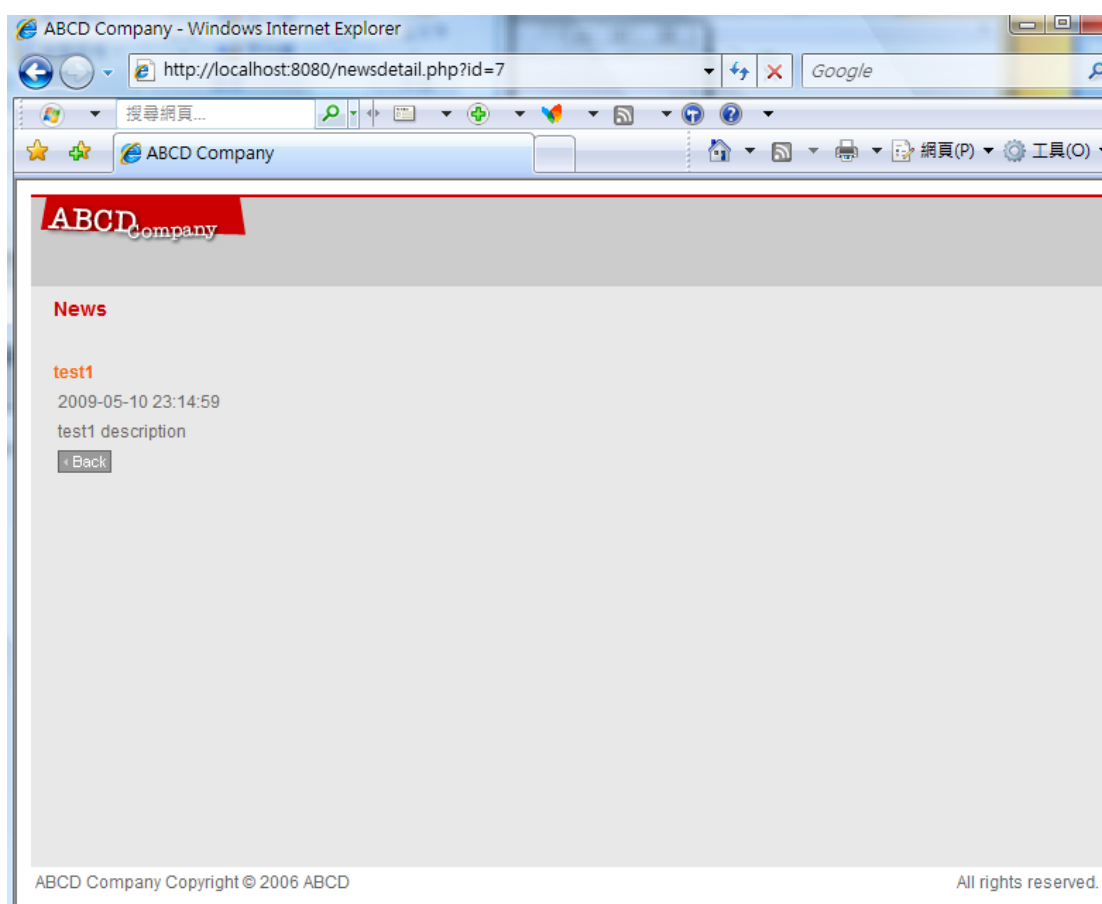 ABCD Company - Windows Internet Explorer
http://localhost:8080/newsdetail.php?id=7
Google
搜尋網頁...
ABCD Company
網頁(P)
工具(O)
ABCD Company
News
test1
2009-05-10 23:14:59
test1 description
Back
ABCD Company Copyright © 2006 ABCD
All rights reserved.